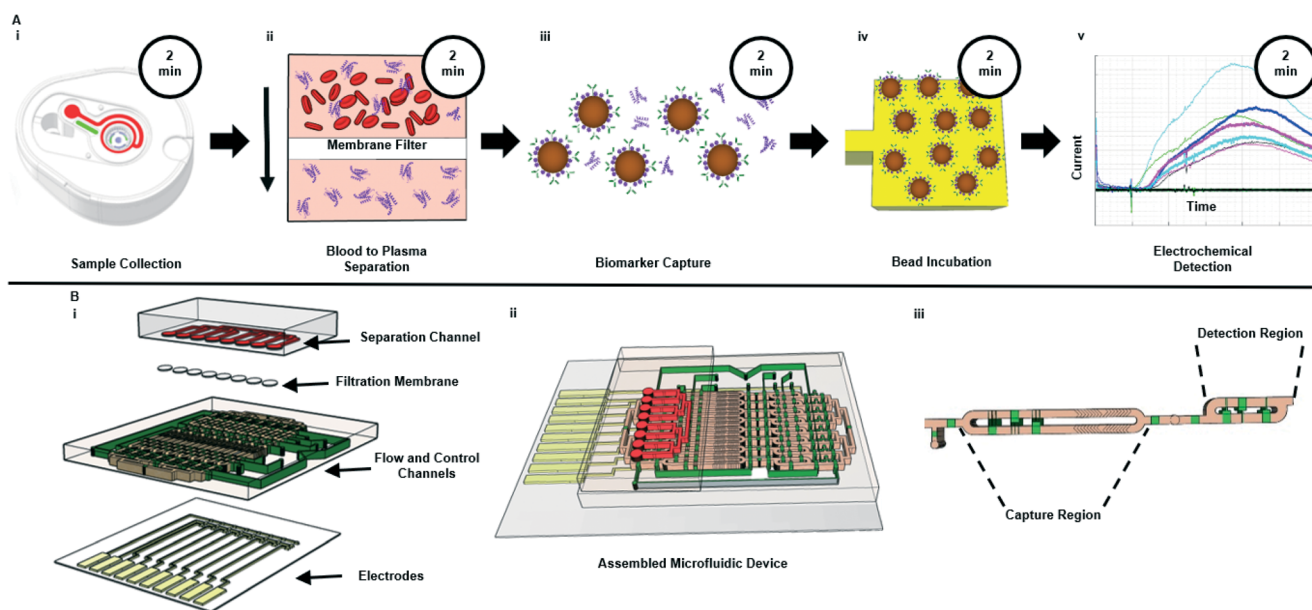 A
i
2
min
ii
2
min
iii
2
min
iv
2
min
v
2
min
Membrane Filter
Current
Time
Sample Collection
Blood to Plasma
Separation
Biomarker Capture
Bead Incubation
Electrochemical
Detection
B
i
Separation Channel
Filtration Membrane
Flow and Control
Channels
Electrodes
ii
Assembled Microfluidic Device
iii
Detection Region
Capture Region